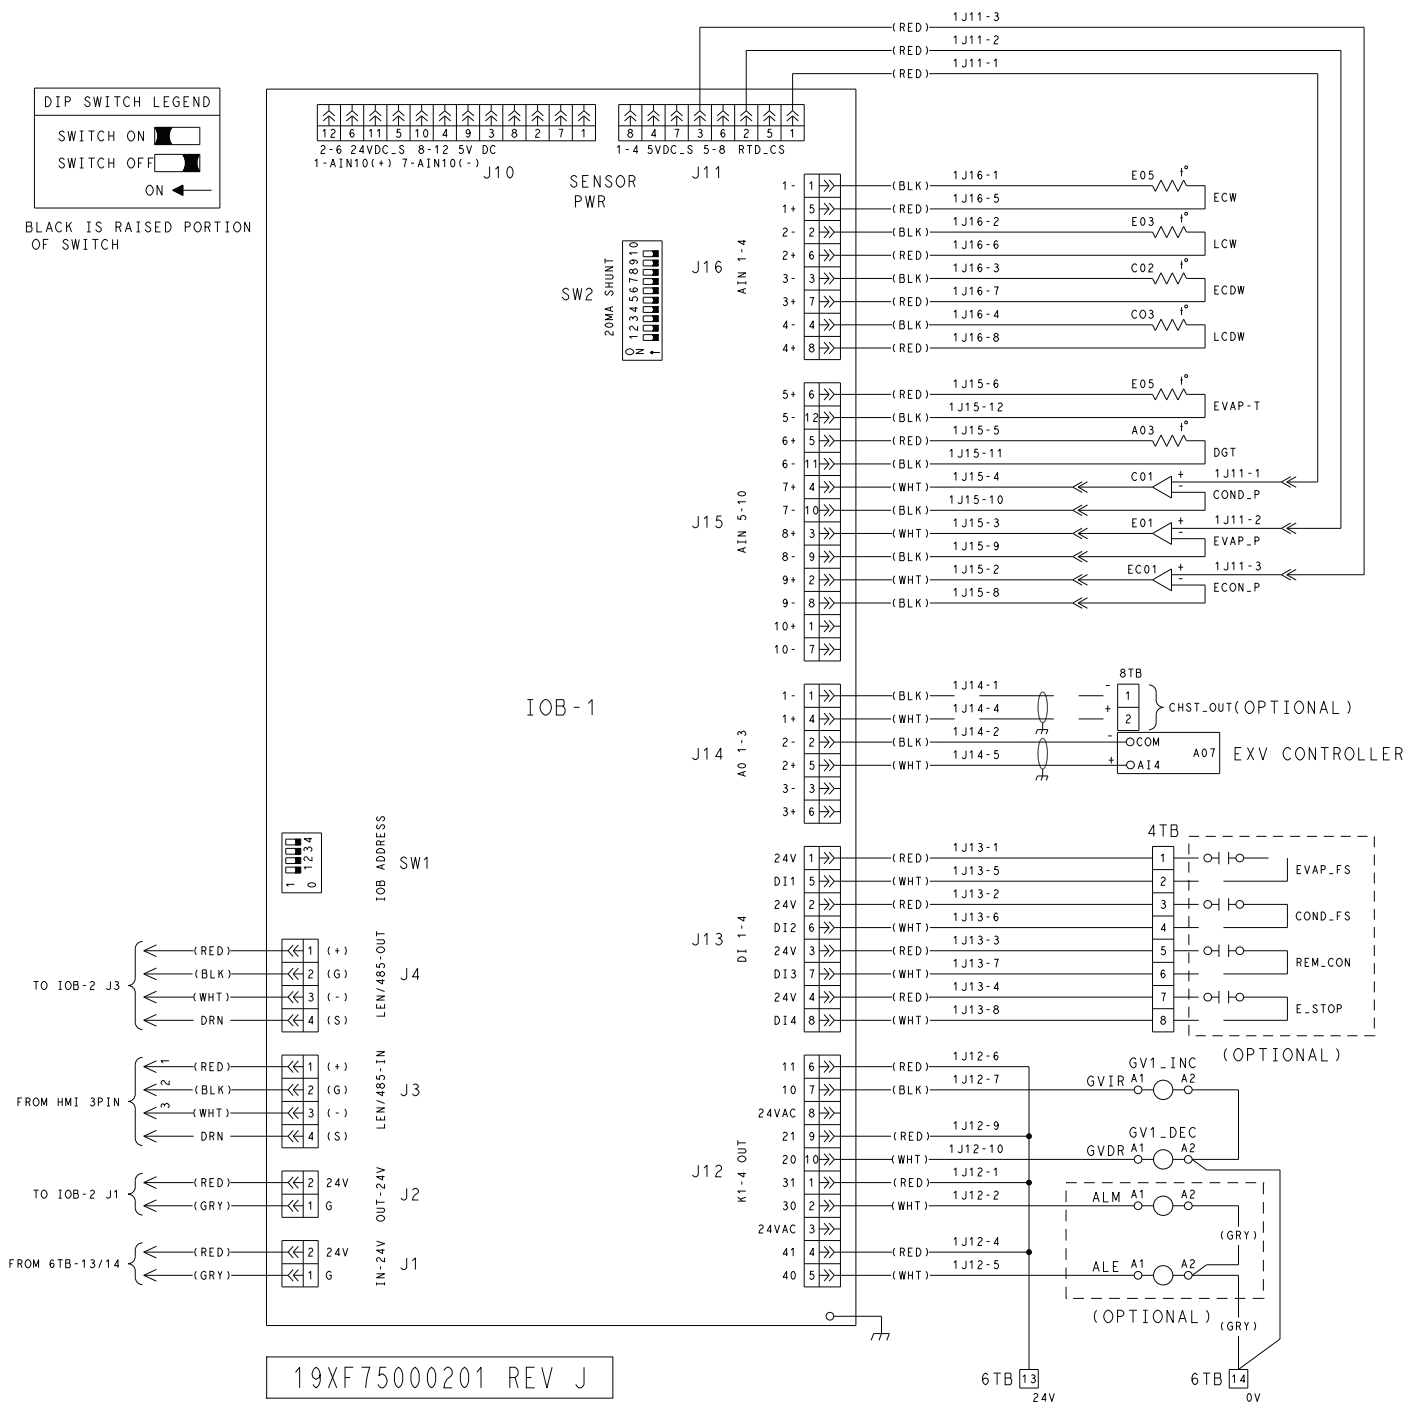 DIP SWITCH LEGEND
SWITCH ON
SWITCH OFF
ON
BLACK IS RAISED PORTION
OF SWITCH
(RED) 1J11-3
(RED) 1J11-2
(RED) 1J11-1
12 6 11 5 10 4 9 3 8 2 7 1
2-6 24VDC_S 8-12 5V DC
1-AIN10(+) 7-AIN10(-)
J10
SENSOR
PWR
8 4 7 3 6 2 5 1
1-4 5VDC_S 5-8 RTD_CS
J11
SW2
20MA SHUNT
12345678910
ON
J16
AIN 1-4
1- 1 (BLK) 1J16-1 E05 t°
1+ 5 (RED) 1J16-5 ECW
2- 2 (BLK) 1J16-2 E03 t°
2+ 6 (RED) 1J16-6 LCW
3- 3 (BLK) 1J16-3 C02 t°
3+ 7 (RED) 1J16-7 ECDW
4- 4 (BLK) 1J16-4 CO3 t°
4+ 8 (RED) 1J16-8 LCDW
J15
AIN 5-10
5+ 6 (RED) 1J15-6 E05 t°
5- 12 (BLK) 1J15-12 EVAP-T
6+ 5 (RED) 1J15-5 A03 t°
6- 11 (BLK) 1J15-11 DGT
7+ 4 (WHT) 1J15-4 C01 + - 1J11-1
7- 10 (BLK) 1J15-10 COND_P
8+ 3 (WHT) 1J15-3 E01 + - 1J11-2
8- 9 (BLK) 1J15-9 EVAP_P
9+ 2 (WHT) 1J15-2 EC01 + - 1J11-3
9- 8 (BLK) 1J15-8 ECON_P
10+ 1
10- 7
IOB-1
J14
AO 1-3
8TB
1- 1 (BLK) 1J14-1 - 1
1+ 4 (WHT) 1J14-4 + 2
CHST_OUT(OPTIONAL)
2- 2 (BLK) 1J14-2 - COM
2+ 5 (WHT) 1J14-5 + AI4
A07 EXV CONTROLLER
3- 3
3+ 6
1234
1 0
IOB ADDRESS
SW1
J13
DI 1-4
4TB
24V 1 (RED) 1J13-1 1
DI1 5 (WHT) 1J13-5 2 EVAP_FS
24V 2 (RED) 1J13-2 3
DI2 6 (WHT) 1J13-6 4 COND_FS
24V 3 (RED) 1J13-3 5
DI3 7 (WHT) 1J13-7 6 REM_CON
24V 4 (RED) 1J13-4 7
DI4 8 (WHT) 1J13-8 8 E_STOP
(OPTIONAL)
TO IOB-2 J3
(RED) 1 (+)
(BLK) 2 (G)
(WHT) 3 (-)
DRN 4 (S)
LEN/485-OUT
J4
FROM HMI 3PIN
1 (RED) 1 (+)
2 (BLK) 2 (G)
3 (WHT) 3 (-)
DRN 4 (S)
LEN/485-IN
J3
TO IOB-2 J1
(RED) 2 24V
(GRY) 1 G
OUT-24V
J2
FROM 6TB-13/14
(RED) 2 24V
(GRY) 1 G
IN-24V
J1
J12
K1-4 OUT
11 6 (RED) 1J12-6
GV1_INC
10 7 (BLK) 1J12-7 GVIR A1 A2
24VAC 8
21 9 (RED) 1J12-9
GV1_DEC
20 10 (WHT) 1J12-10 GVDR A1 A2
31 1 (RED) 1J12-1
30 2 (WHT) 1J12-2 ALM A1 A2
24VAC 3
(GRY)
41 4 (RED) 1J12-4
40 5 (WHT) 1J12-5 ALE A1 A2
(OPTIONAL)
(GRY)
19XF75000201 REV J
6TB 13
24V
6TB 14
0V